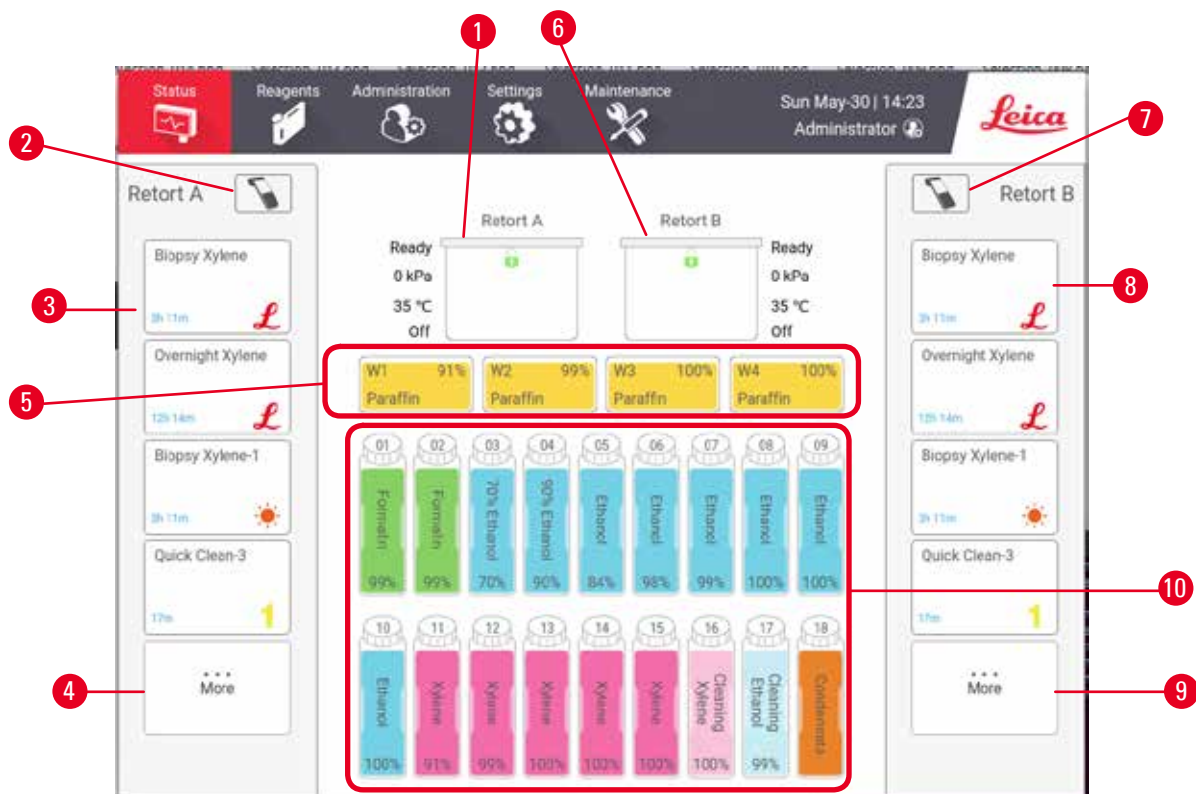 1
6
Status
Reagents
Administration
Settings
Maintenance
Sun May-30 | 14:23
Administrator
Leica
2
7
Retort A
Retort B
Retort A
Retort B
Ready
0 kPa
35 °C
Off
Ready
0 kPa
35 °C
Off
3
Biopsy Xylene
3h 11m
L
Overnight Xylene
12h 14m
L
Biopsy Xylene-1
3h 11m
Quick Clean-3
17m
1
4
... More
8
Biopsy Xylene
3h 11m
L
Overnight Xylene
12h 14m
L
Biopsy Xylene-1
3h 11m
Quick Clean-3
17m
1
9
... More
5
W1 91%
Paraffin
W2 99%
Paraffin
W3 100%
Paraffin
W4 100%
Paraffin
10
01
Formalin
99%
02
Formalin
99%
03
70% Ethanol
70%
04
90% Ethanol
90%
05
Ethanol
84%
06
Ethanol
98%
07
Ethanol
99%
08
Ethanol
100%
09
Ethanol
100%
10
Ethanol
100%
11
Xylene
91%
12
Xylene
99%
13
Xylene
100%
14
Xylene
100%
15
Xylene
100%
16
Cleaning
Xylene
100%
17
Cleaning
Ethanol
99%
18
Condensate